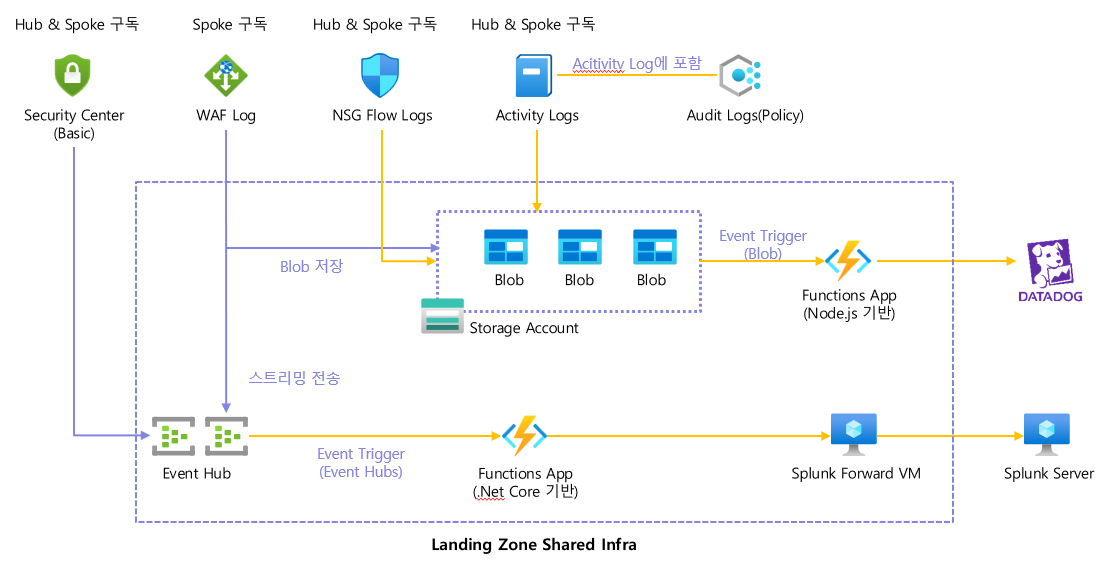 Hub & Spoke 구독
Spoke 구독
Hub & Spoke 구독
Hub & Spoke 구독
Acitivity Log에 포함
Security Center
(Basic)
WAF Log
NSG Flow Logs
Activity Logs
Audit Logs(Policy)
Blob 저장
Blob
Blob
Blob
Storage Account
Event Trigger
(Blob)
Functions App
(Node.js 기반)
DATADOG
스트리밍 전송
Event Hub
Event Trigger
(Event Hubs)
Functions App
(.Net Core 기반)
Splunk Forward VM
Splunk Server
Landing Zone Shared Infra